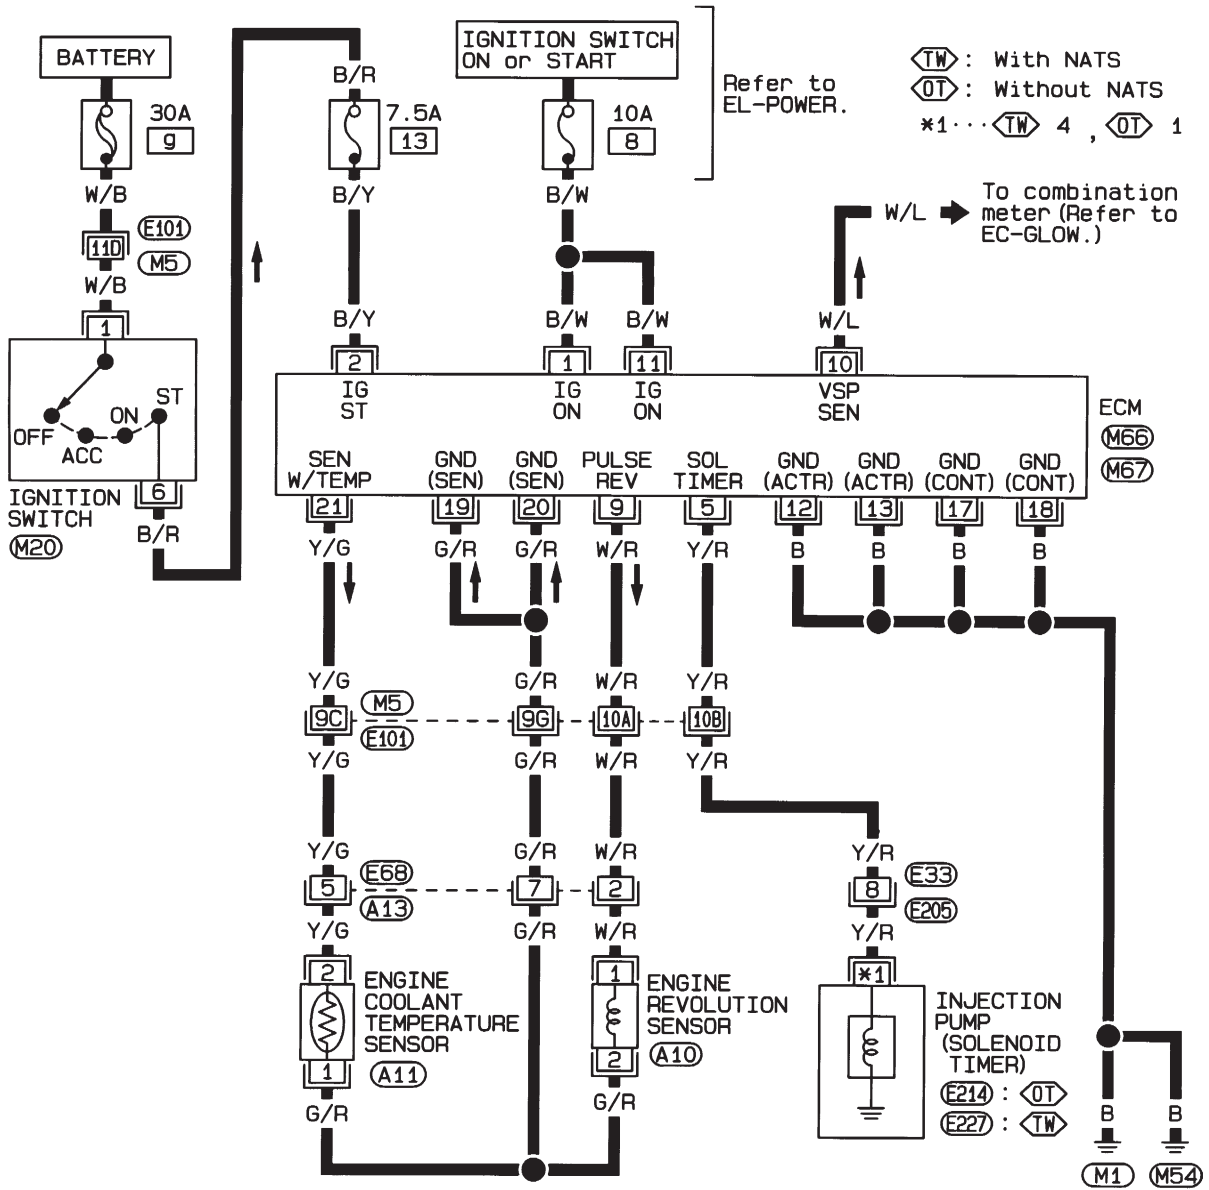 BATTERY
30A
9
W/B
11D
E101
M5
W/B
1
OFF
ACC
ON
ST
6
IGNITION
SWITCH
M20
B/R
B/R
7.5A
13
B/Y
B/Y
2
IGNITION SWITCH
ON or START
10A
8
Refer to
EL-POWER.
B/W
B/W
B/W
1
11
TW : With NATS
OT : Without NATS
*1··· TW 4 , OT 1
W/L
To combination
meter (Refer to
EC-GLOW.)
W/L
10
IG
ST
IG
ON
IG
ON
VSP
SEN
ECM
M66
M67
SEN
W/TEMP
GND
(SEN)
GND
(SEN)
PULSE
REV
SOL
TIMER
GND
(ACTR)
GND
(ACTR)
GND
(CONT)
GND
(CONT)
21
19
20
9
5
12
13
17
18
Y/G
G/R
G/R
W/R
Y/R
B
B
B
B
Y/G
G/R
W/R
Y/R
9C
M5
E101
9G
10A
10B
Y/G
G/R
W/R
Y/R
Y/G
G/R
W/R
Y/R
5
E68
A13
7
2
8
E33
E205
Y/G
G/R
W/R
Y/R
2
1
*1
ENGINE
COOLANT
TEMPERATURE
SENSOR
A11
1
ENGINE
REVOLUTION
SENSOR
A10
2
INJECTION
PUMP
(SOLENOID
TIMER)
E214 : OT
E227 : TW
G/R
G/R
B
B
M1
M54